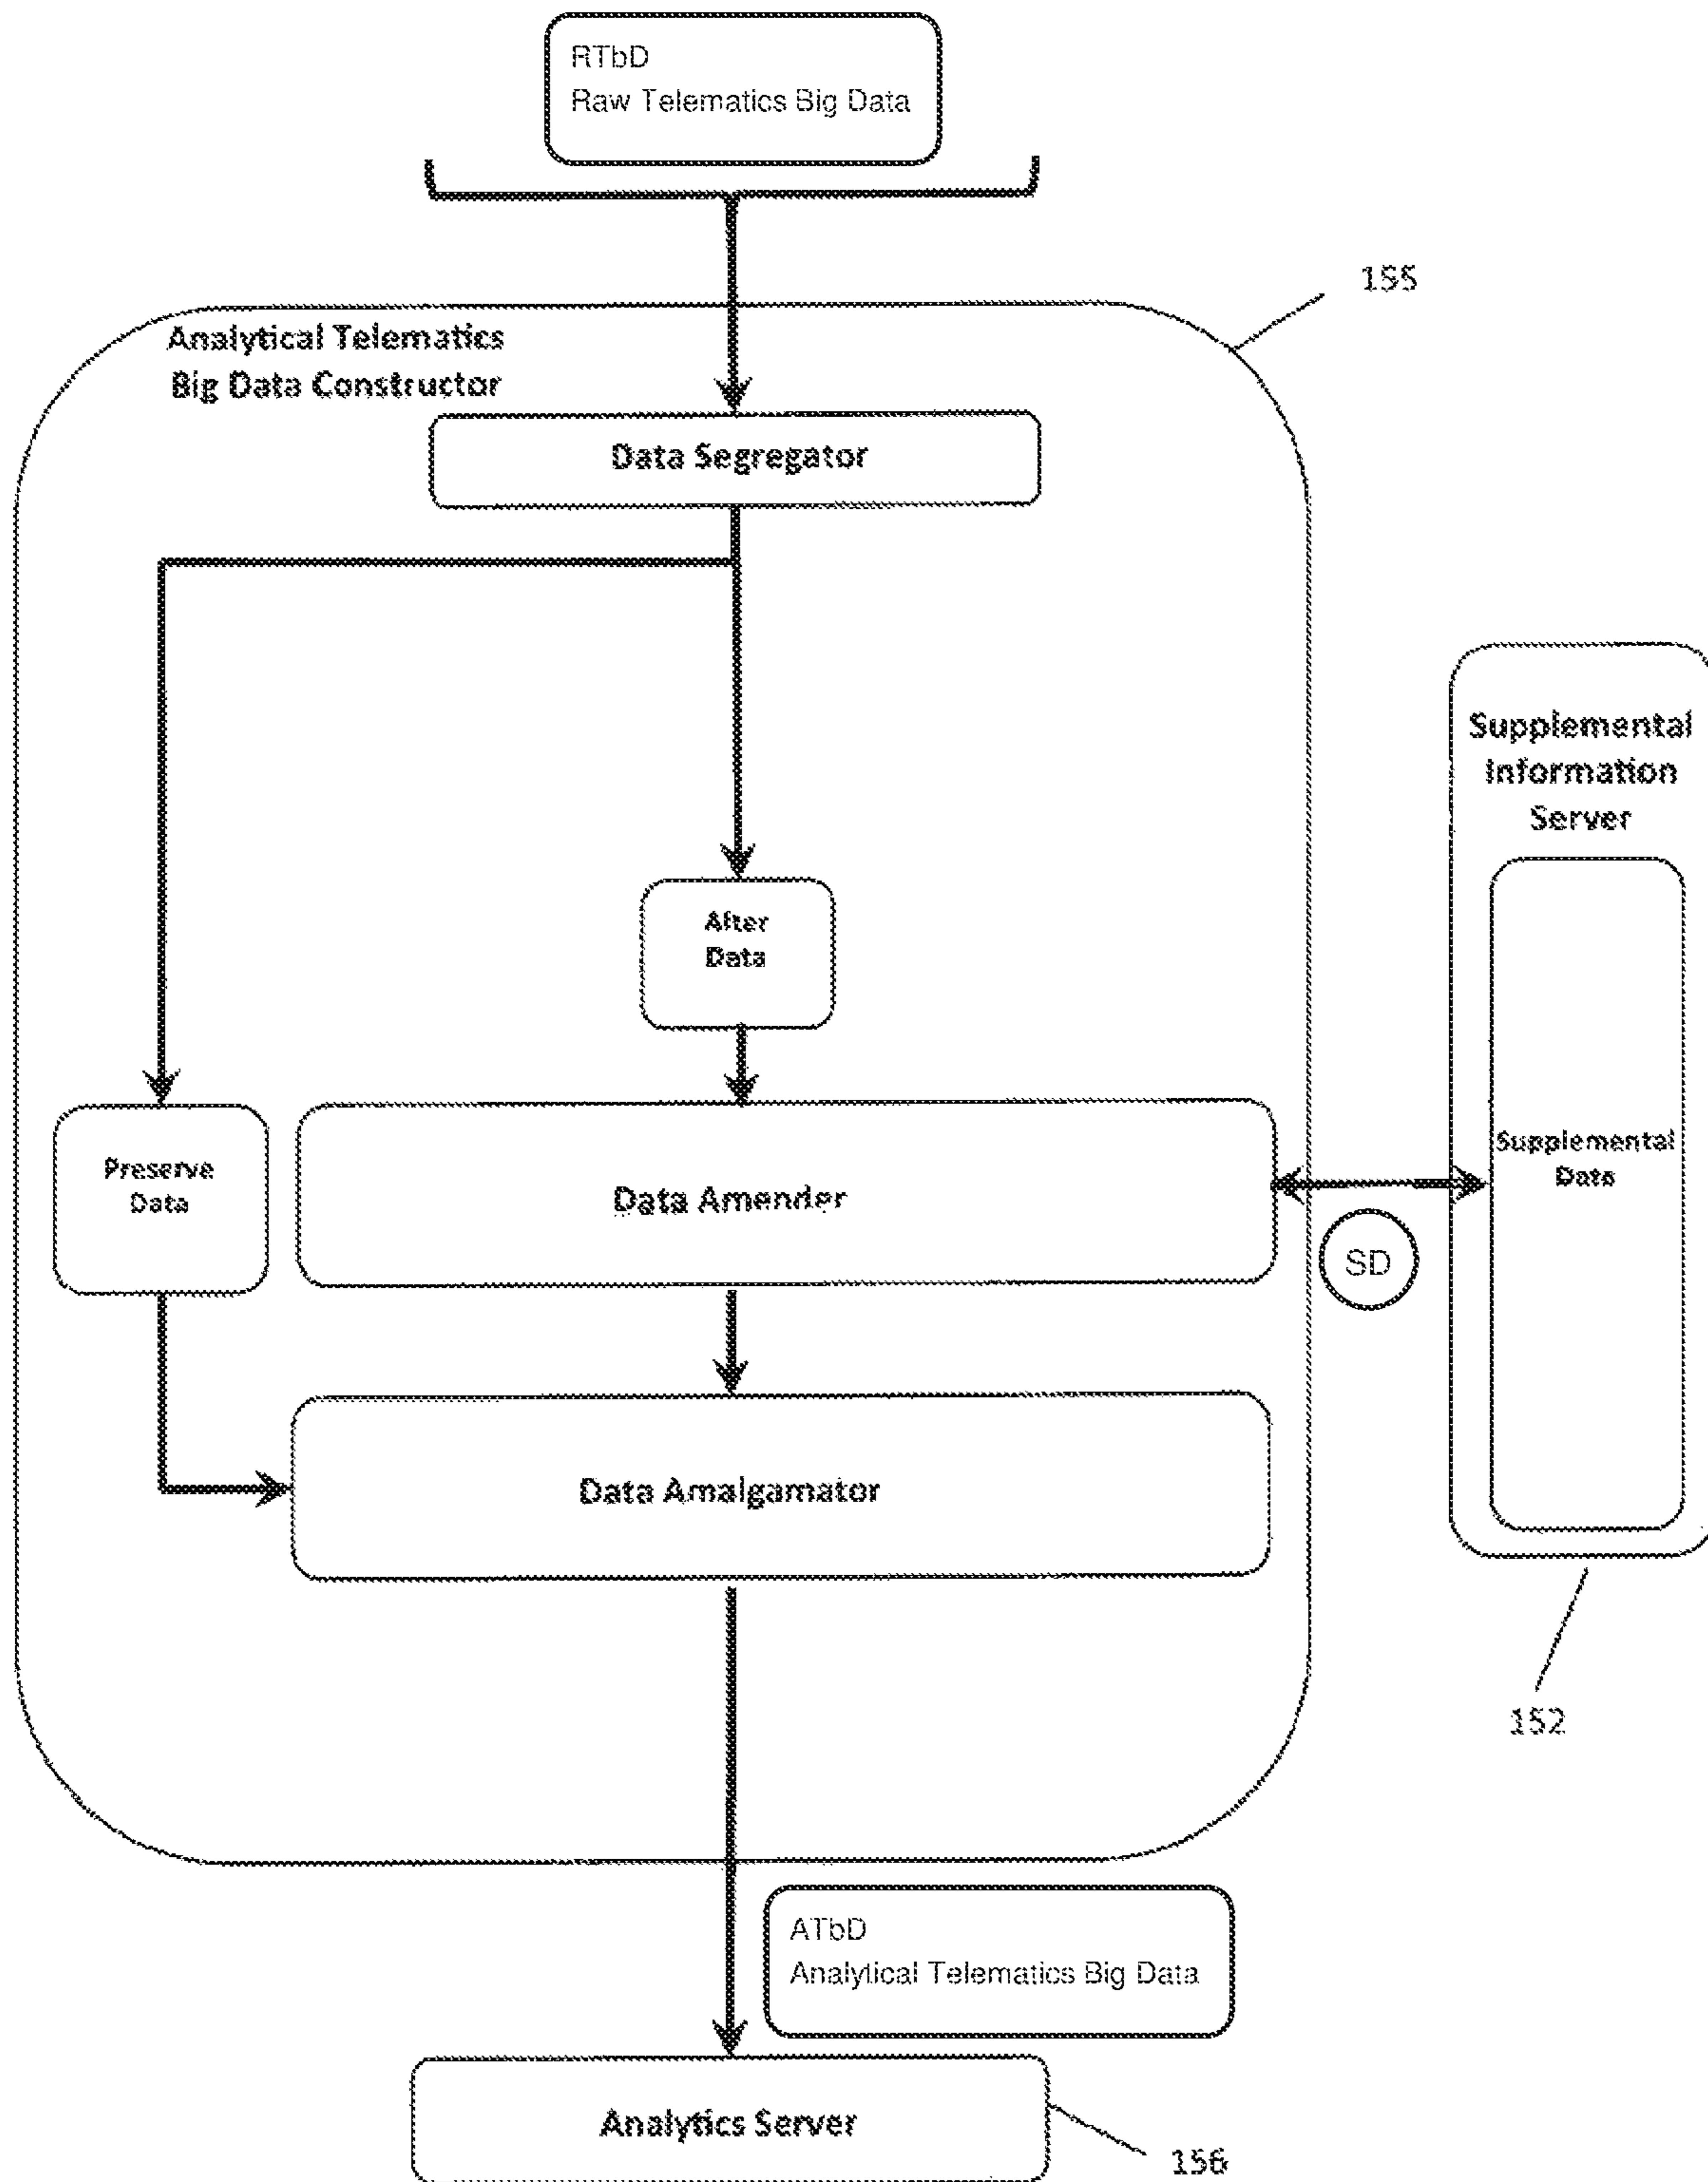 RTbD
Raw Telematics Big Data
155
Analytical Telematics
Big Data Constructor
Data Segregator
Supplemental
Information
Server
Alter
Data
Preserve
Data
Data Amender
Supplemental
Data
SD
Data Amalgamator
152
ATbD
Analytical Telematics Big Data
Analytics Server
156